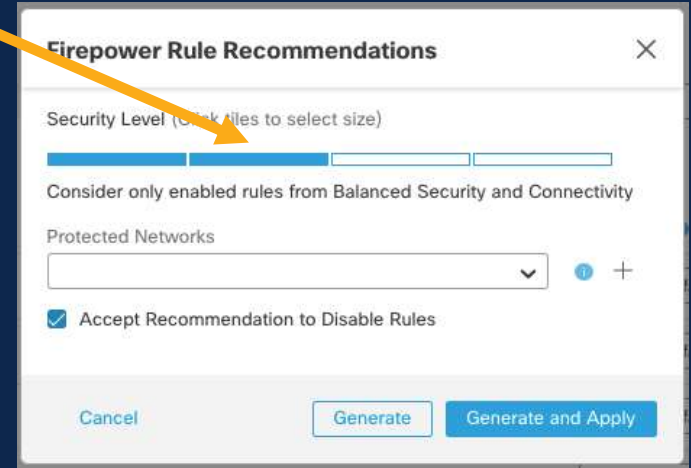 Firepower Rule Recommendations
Security Level (Click tiles to select size)
Consider only enabled rules from Balanced Security and Connectivity
Protected Networks
Accept Recommendation to Disable Rules
Cancel Generate Generate and Apply